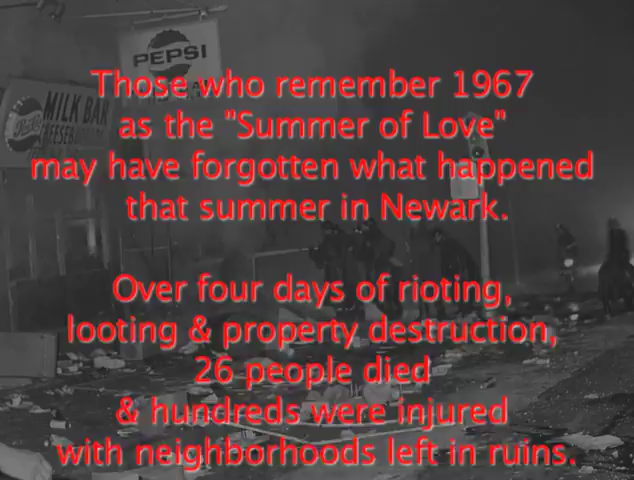 PEPSI
MILK BAR
Those who remember 1967
as the "Summer of Love"
may have forgotten what happened
that summer in Newark.
Over four days of rioting,
looting & property destruction,
26 people died
& hundreds were injured
with neighborhoods left in ruins.